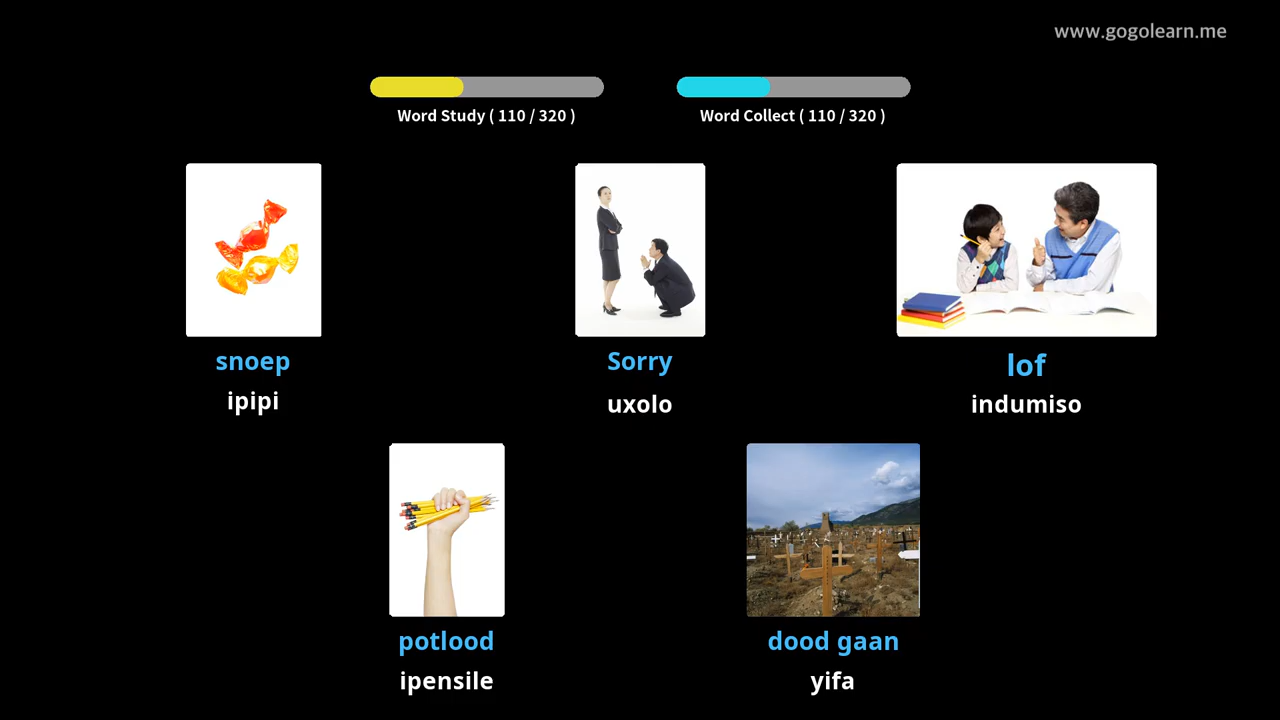 www.gogolearn.me
Word Study ( 110 / 320 )
Word Collect ( 110 / 320 )
snoep
ipipi
Sorry
uxolo
lof
indumiso
potlood
ipensile
dood gaan
yifa